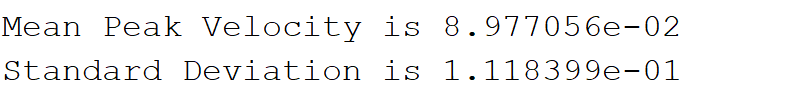 Mean Peak Velocity is 8.977056e-02
Standard Deviation is 1.118399e-01